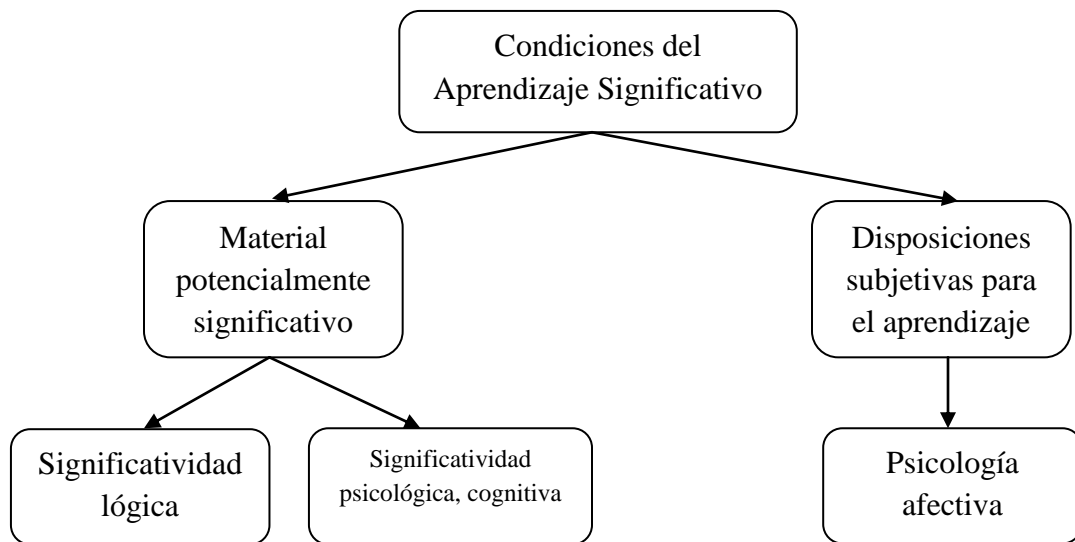 Condiciones del
Aprendizaje Significativo
Material
potencialmente
significativo
Disposiciones
subjetivas para
el aprendizaje
Significatividad
lógica
Significatividad
psicológica, cognitiva
Psicología
afectiva